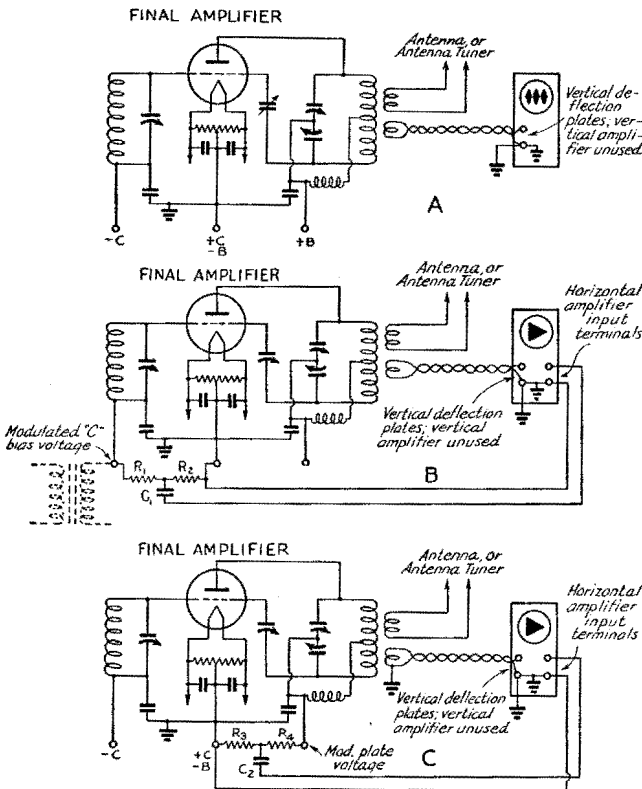 FINAL AMPLIFIER
Antenna, or
Antenna Tuner
Vertical de-
flection
plates; ver-
tical ampli-
fier unused
A
-C
+C
-B
+B
FINAL AMPLIFIER
Antenna, or
Antenna Tuner
Horizontal
amplifier
input
terminals
Vertical deflection
plates; vertical
amplifier unused
Modulated "C"-
bias voltage
R1
R2
C1
B
FINAL AMPLIFIER
Antenna, or
Antenna Tuner
Horizontal
amplifier
input
terminals
Vertical deflection
plates; vertical
amplifier unused
-C
+C
-B
R3
R4
C2
Mod. plate
voltage
C